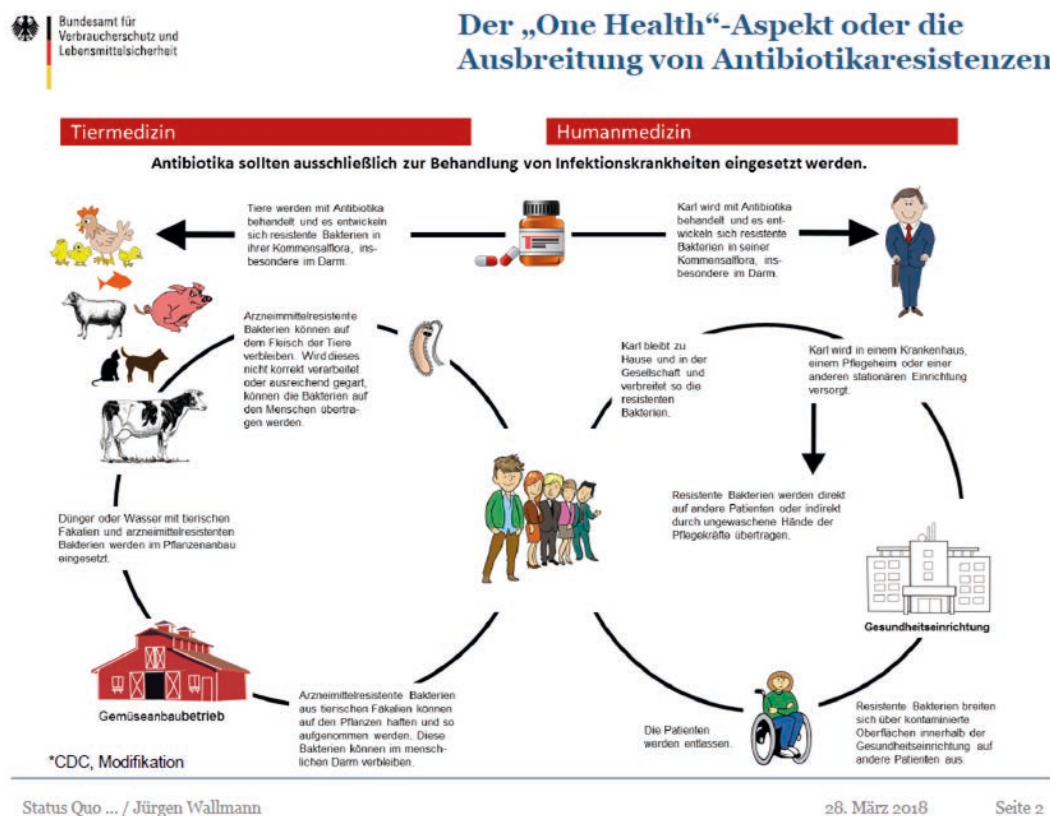 Bundesamt für
Verbraucherschutz und
Lebensmittelsicherheit
Der „One Health“-Aspekt oder die
Ausbreitung von Antibiotikaresistenzen
Tiermedizin
Humanmedizin
Antibiotika sollten ausschließlich zur Behandlung von Infektionskrankheiten eingesetzt werden.
Tiere werden mit Antibiotika
behandelt und es entwickeln
sich resistente Bakterien in
ihrer Kommensalflora, ins-
besondere im Darm.
Karl wird mit Antibiotika
behandelt und es ent-
wickeln sich resistente
Bakterien in seiner
Kommensalflora, ins-
besondere im Darm.
Arzneimmittelresistente
Bakterien können auf
dem Fleisch der Tiere
verbleiben. Wird dieses
nicht korrekt verarbeitet
oder ausreichend gegart,
können die Bakterien auf
den Menschen übertra-
gen werden.
Karl bleibt zu
Hause und in der
Gesellschaft und
verbreitet so die
resistenten
Bakterien.
Karl wird in einem Krankenhaus,
einem Pflegeheim oder einer
anderen stationären Einrichtung
versorgt.
Dünger oder Wasser mit tierischen
Fäkalien und arzneimittelresistenten
Bakterien werden im Pflanzenanbau
eingesetzt.
Resistente Bakterien werden direkt
auf andere Patienten oder indirekt
durch ungewaschene Hände der
Pflegekräfte übertragen.
Gesundheitseinrichtung
Gemüseanbaubetrieb
Arzneimittelresistente Bakterien
aus tierischen Fäkalien können
auf den Pflanzen haften und so
aufgenommen werden. Diese
Bakterien können im mensch-
lichen Darm verbleiben.
Die Patienten
werden entlassen.
Resistente Bakterien breiten
sich über kontaminierte
Oberflächen innerhalb der
Gesundheitseinrichtung auf
andere Patienten aus.
*CDC, Modifikation
Status Quo ... / Jürgen Wallmann
28. März 2018
Seite 2